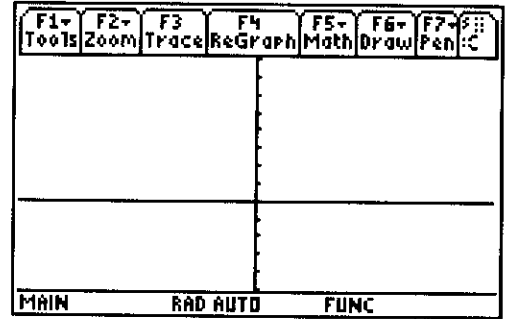 F1 F2 F3 F4 F5 F6 F7
Tools Zoom Trace ReGraph Math Draw Pen :C
MAIN RAD AUTO FUNC